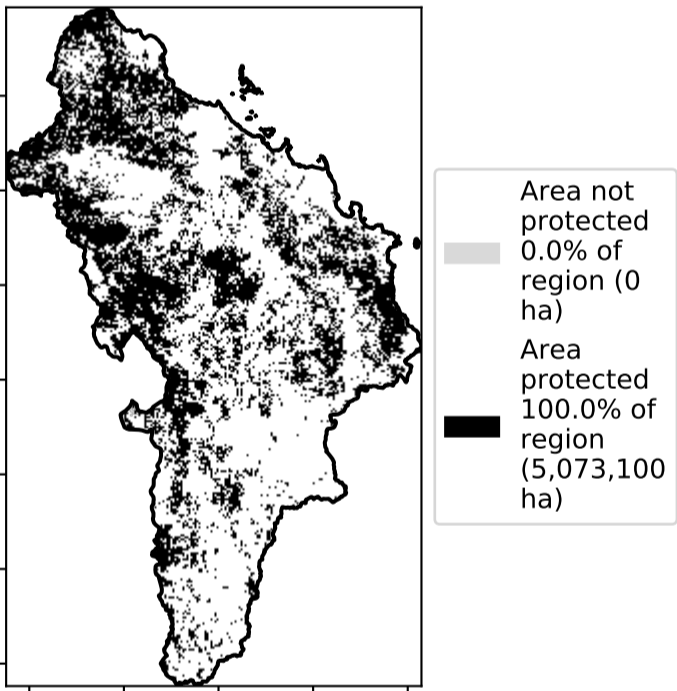 Area not
protected
0.0% of
region (0
ha)
Area
protected
100.0% of
region
(5,073,100
ha)